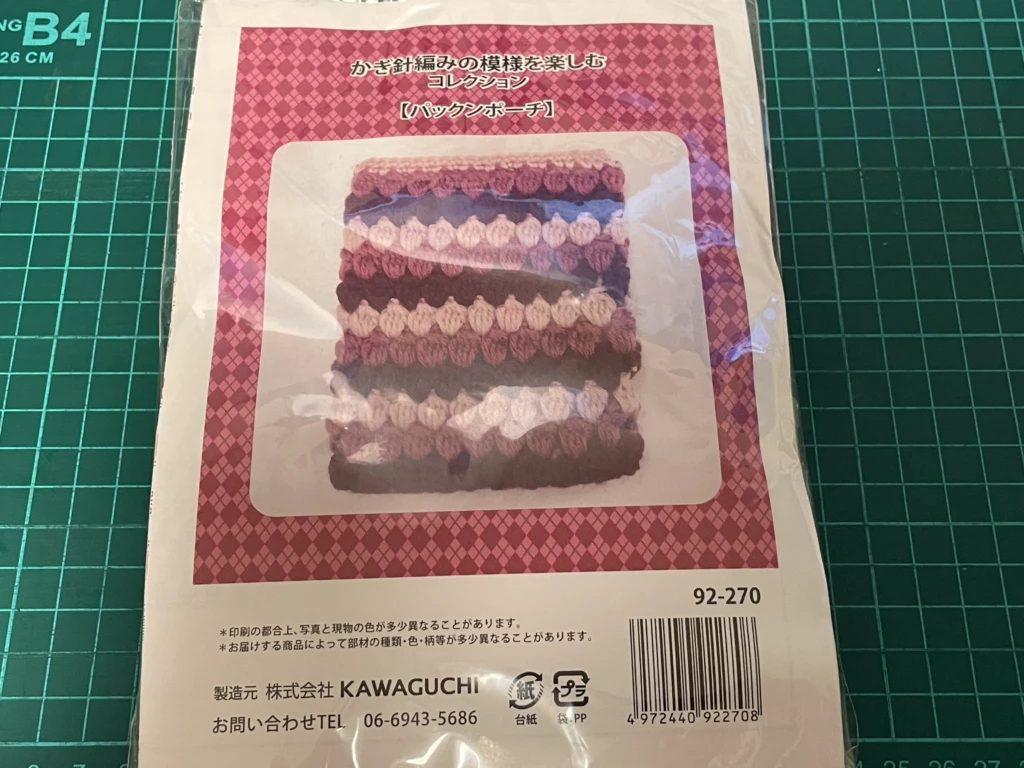 NG B4
26 CM
かぎ針編みの模様を楽しむ
コレクション
【パックンポーチ】
92-270
＊印刷の都合上、写真と現物の色が多少異なることがあります。
＊お届けする商品によって部材の種類・色・柄等が多少異なることがあります。
製造元 株式会社 KAWAGUCHI
お問い合わせTEL 06-6943-5686
紙
台紙
プラ
袋:PP
4 972440 922708